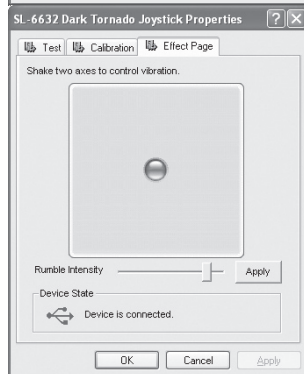 SL-6632 Dark Tornado Joystick Properties
Test Calibration Effect Page
Shake two axes to control vibration.
Rumble Intensity Apply
Device State
Device is connected.
OK Cancel Apply